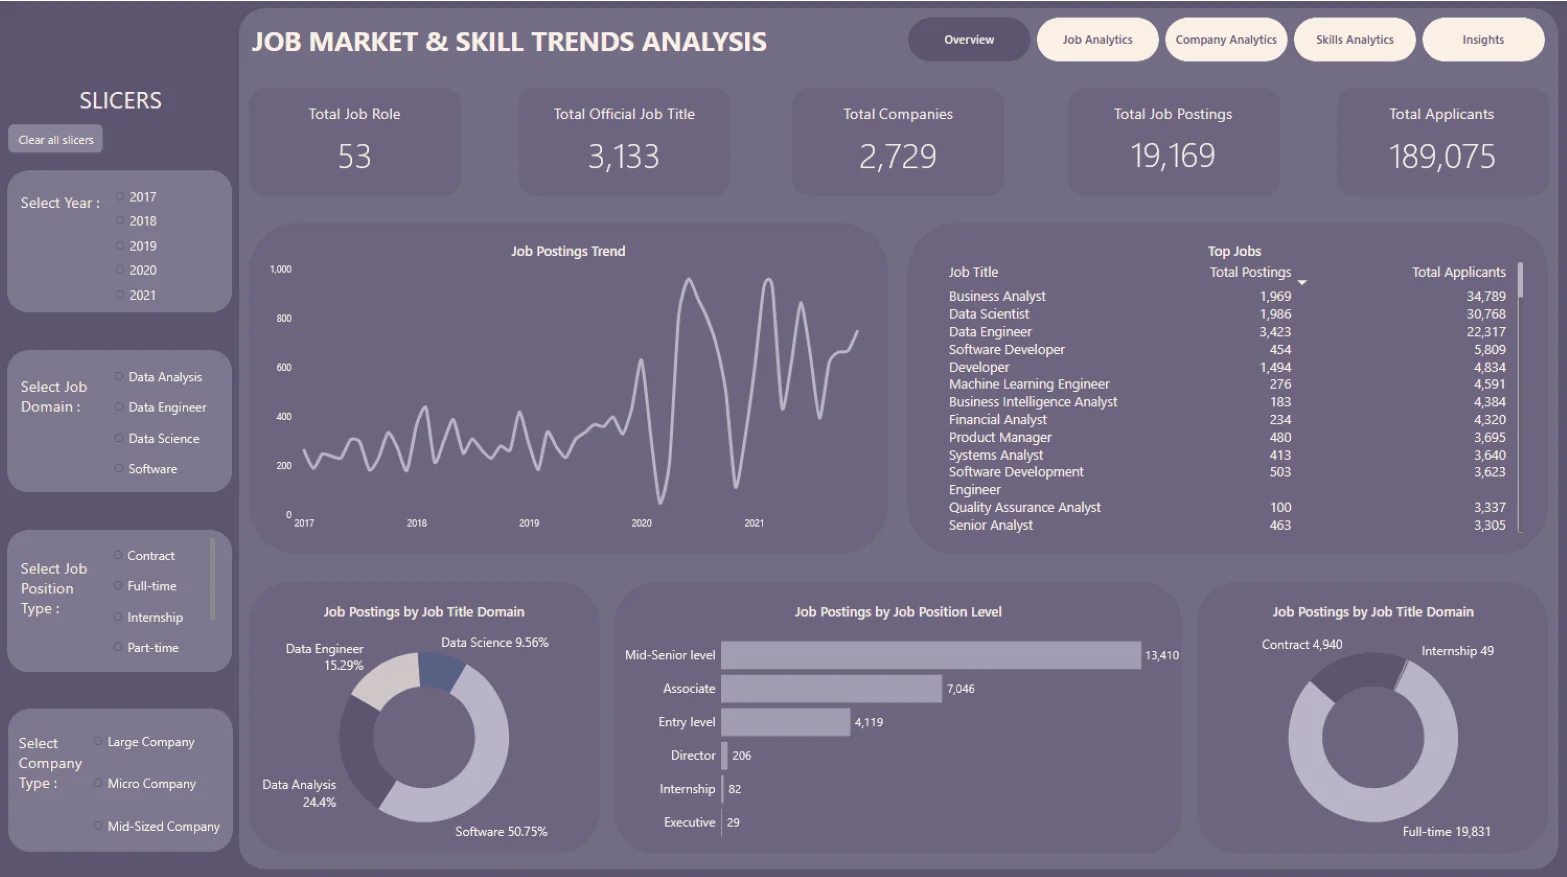 JOB MARKET & SKILL TRENDS ANALYSIS
Overview
Job Analytics
Company Analytics
Skills Analytics
Insights
SLICERS
Clear all slicers
Select Year :
2017
2018
2019
2020
2021
Select Job
Domain :
Data Analysis
Data Engineer
Data Science
Software
Select Job
Position
Type :
Contract
Full-time
Internship
Part-time
Select
Company
Type :
Large Company
Micro Company
Mid-Sized Company
Total Job Role
53
Total Official Job Title
3,133
Total Companies
2,729
Total Job Postings
19,169
Total Applicants
189,075
Job Postings Trend
1,000
800
600
400
200
0
2017 2018 2019 2020 2021
Top Jobs
Job Title Total Postings Total Applicants
Business Analyst 1,969 34,789
Data Scientist 1,986 30,768
Data Engineer 3,423 22,317
Software Developer 454 5,809
Developer 1,494 4,834
Machine Learning Engineer 276 4,591
Business Intelligence Analyst 183 4,384
Financial Analyst 234 4,320
Product Manager 480 3,695
Systems Analyst 413 3,640
Software Development 503 3,623
Engineer
Quality Assurance Analyst 100 3,337
Senior Analyst 463 3,305
Job Postings by Job Title Domain
Data Science 9.56%
Data Engineer
15.29%
Data Analysis
24.4%
Software 50.75%
Job Postings by Job Position Level
Mid-Senior level 13,410
Associate 7,046
Entry level 4,119
Director 206
Internship 82
Executive 29
Job Postings by Job Title Domain
Contract 4,940
Internship 49
Full-time 19,831